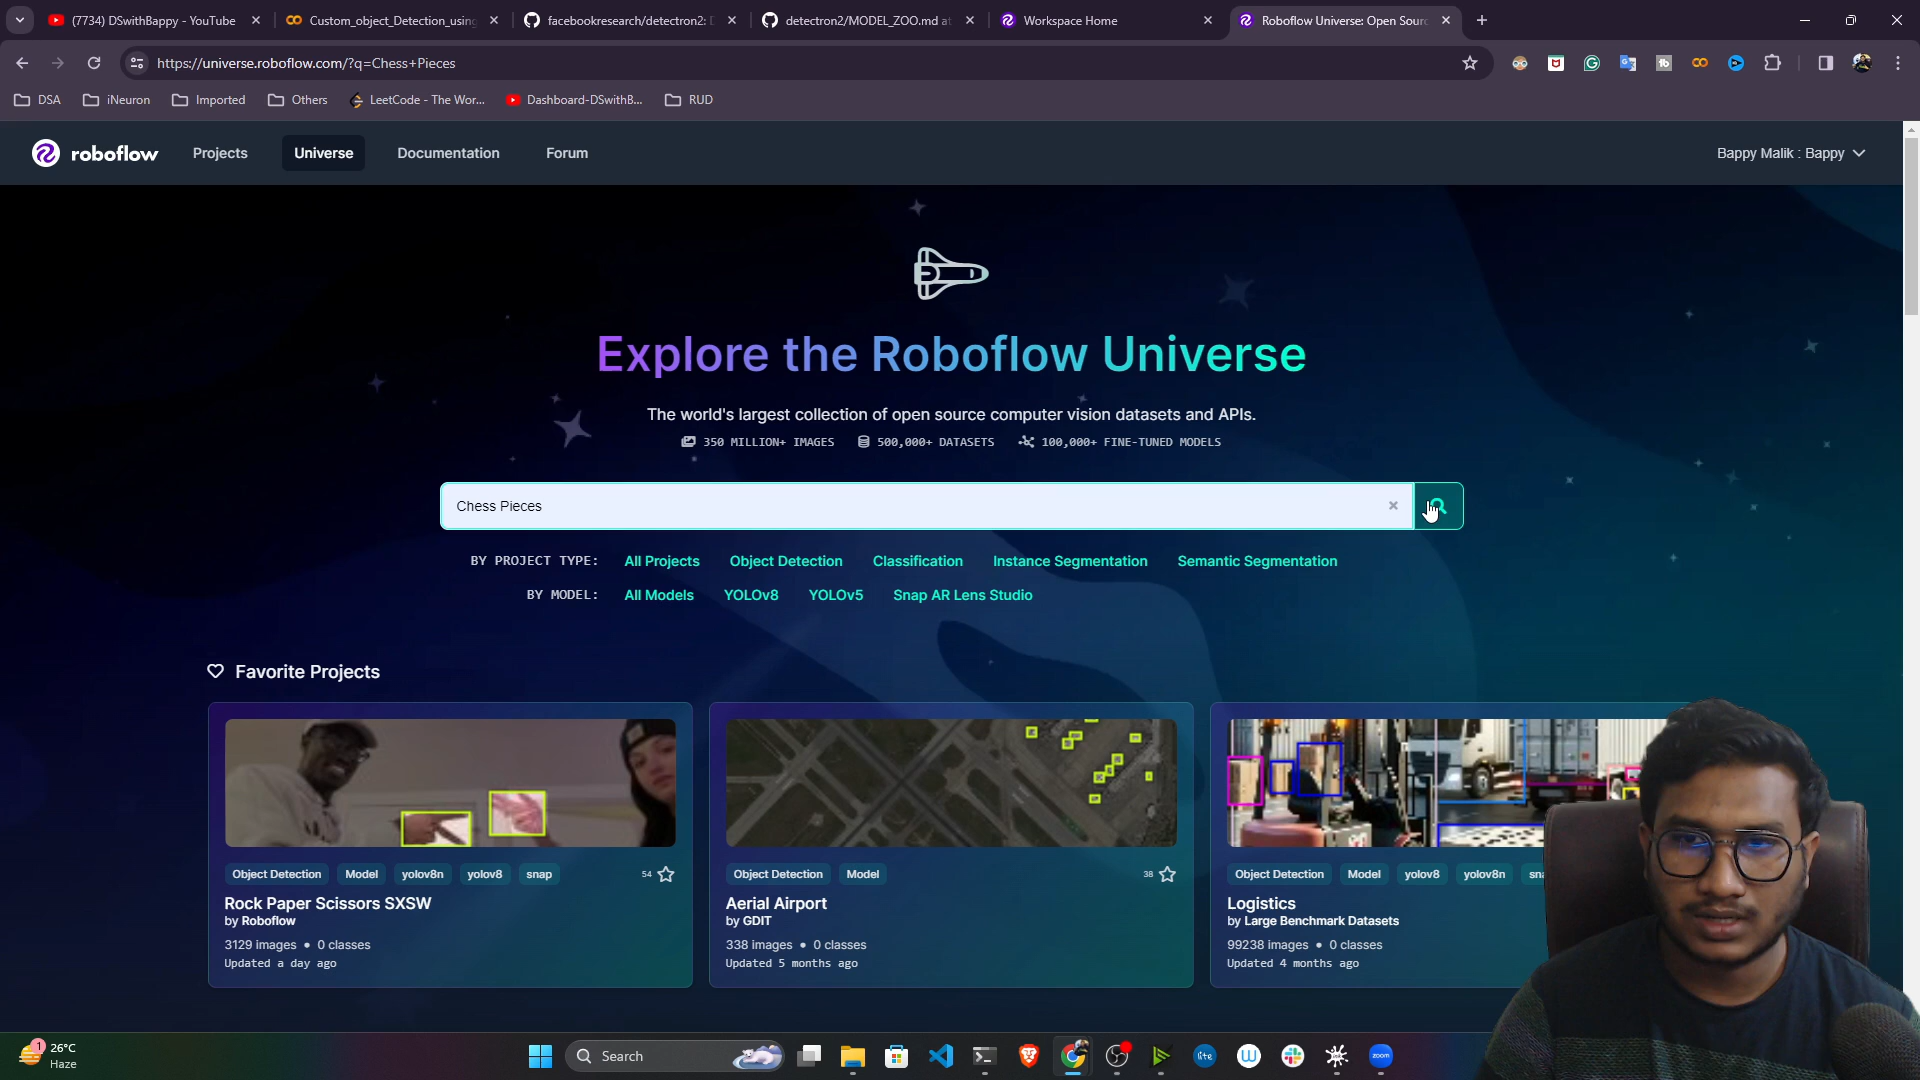 (7734) DSwithBappy - YouTube
Custom_object_Detection_using
facebookresearch/detectron2: D
detectron2/MODEL_ZOO.md at
Workspace Home
Roboflow Universe: Open Sour
https://universe.roboflow.com/?q=Chess+Pieces
DSA
iNeuron
Imported
Others
LeetCode - The Wor...
Dashboard-DSwithB...
RUD
roboflow
Projects
Universe
Documentation
Forum
Bappy Malik : Bappy
Explore the Roboflow Universe
The world's largest collection of open source computer vision datasets and APIs.
350 MILLION+ IMAGES
500,000+ DATASETS
100,000+ FINE-TUNED MODELS
Chess Pieces
BY PROJECT TYPE:
All Projects
Object Detection
Classification
Instance Segmentation
Semantic Segmentation
BY MODEL:
All Models
YOLOv8
YOLOv5
Snap AR Lens Studio
Favorite Projects
Object Detection
Model
yolov8n
yolov8
snap
54
Rock Paper Scissors SXSW
by Roboflow
3129 images • 0 classes
Updated a day ago
Object Detection
Model
38
Aerial Airport
by GDIT
338 images • 0 classes
Updated 5 months ago
Object Detection
Model
yolov8
yolov8n
Logistics
by Large Benchmark Datasets
99238 images • 0 classes
Updated 4 months ago
1
26°C
Haze
Search
lite
zoom